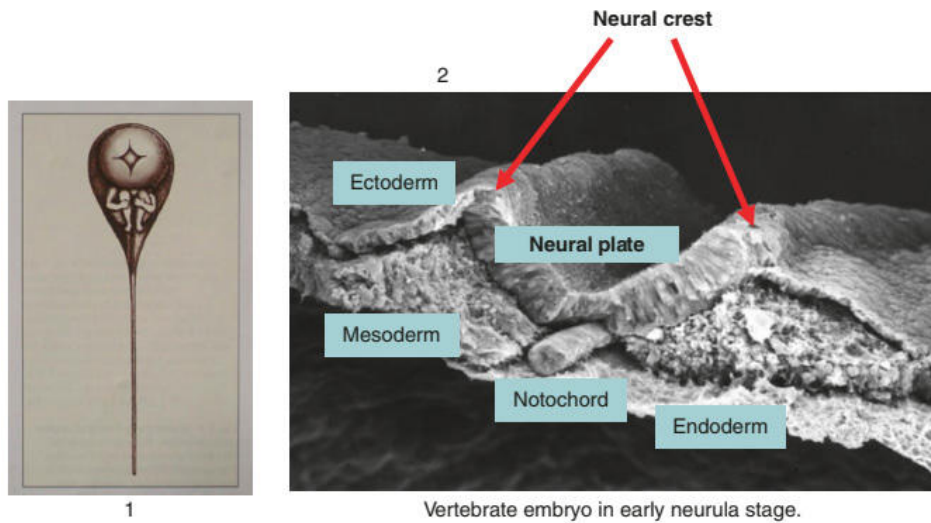 Neural crest
2
Ectoderm
Neural plate
Mesoderm
Notochord
Endoderm
1
Vertebrate embryo in early neurula stage.